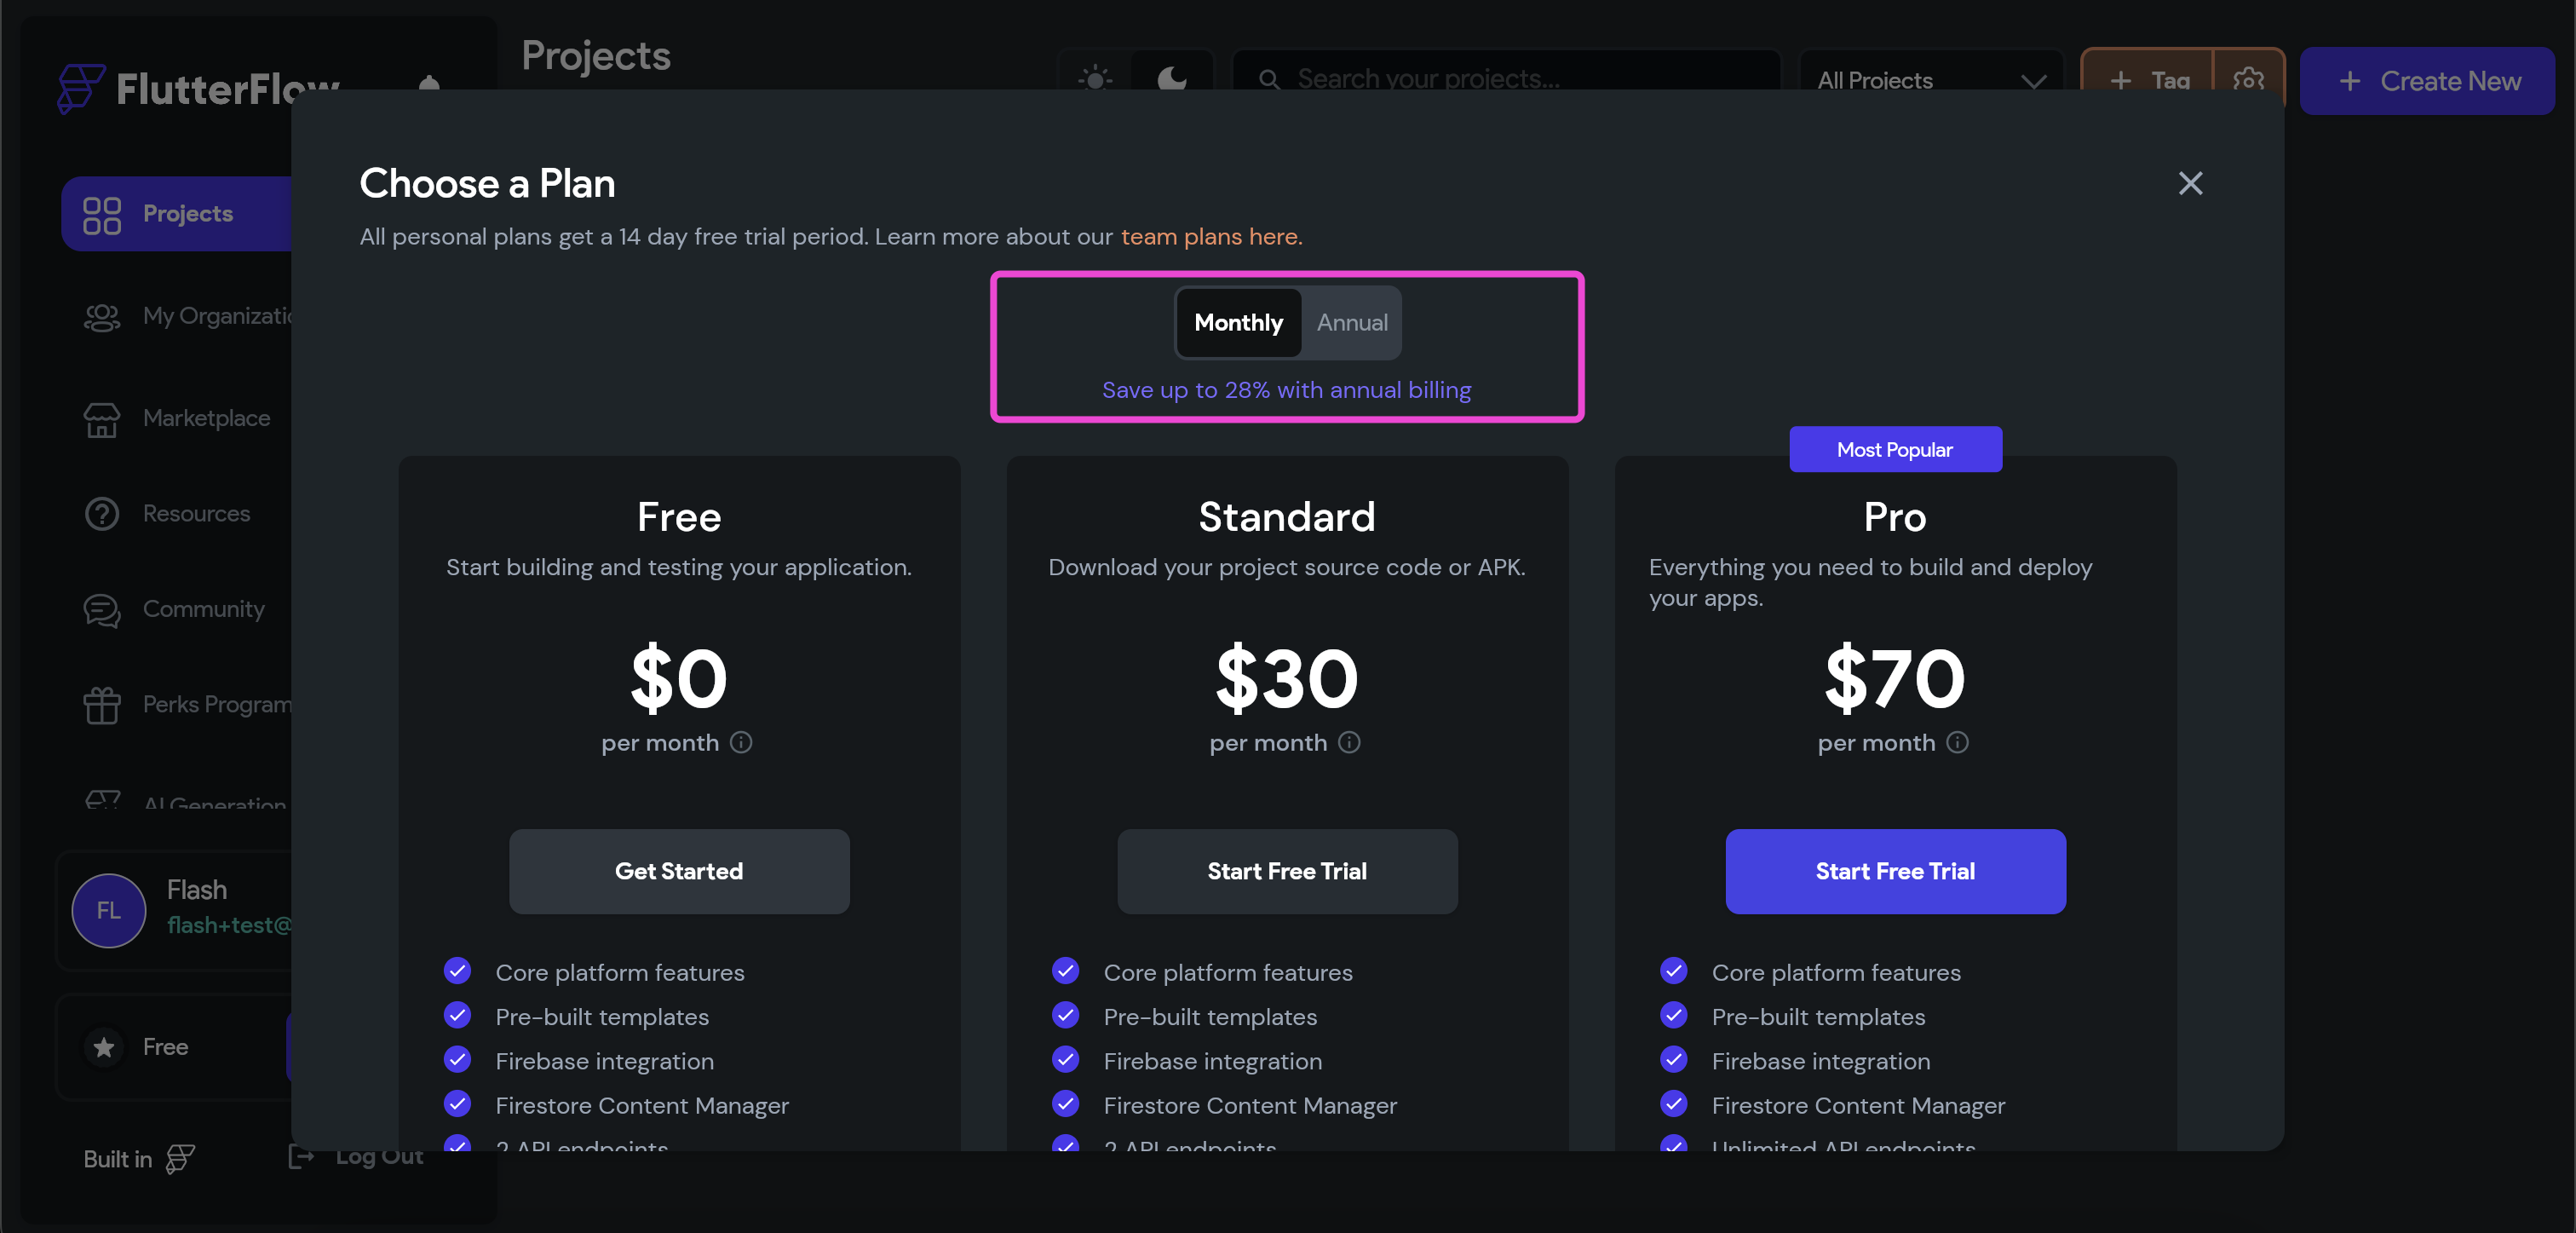 FlutterFlow
Projects
Search your projects...
All Projects
+ Tag
+ Create New
Projects
My Organizatio
Marketplace
Resources
Community
Perks Program
AI Generation
FL
Flash
flash+test@
Free
Built in
Log Out
Choose a Plan
All personal plans get a 14 day free trial period. Learn more about our team plans here.
Monthly Annual
Save up to 28% with annual billing
Free
Start building and testing your application.
$0
per month
Get Started
Core platform features
Pre-built templates
Firebase integration
Firestore Content Manager
2 API endpoints
Standard
Download your project source code or APK.
$30
per month
Start Free Trial
Core platform features
Pre-built templates
Firebase integration
Firestore Content Manager
2 API endpoints
Most Popular
Pro
Everything you need to build and deploy
your apps.
$70
per month
Start Free Trial
Core platform features
Pre-built templates
Firebase integration
Firestore Content Manager
Unlimited API endpoints